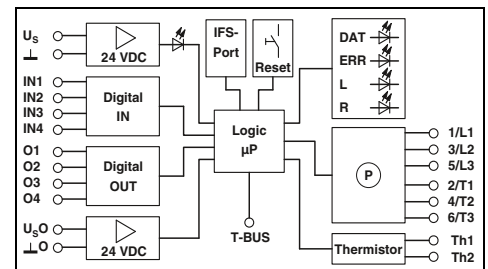 US
⊥
24 VDC
IFS-
Port
Reset
DAT
ERR
L
R
IN1
IN2
IN3
IN4
Digital
IN
Logic
µP
O1
O2
O3
O4
Digital
OUT
P
1/L1
3/L2
5/L3
2/T1
4/T2
6/T3
USO
⊥O
24 VDC
T-BUS
Thermistor
Th1
Th2